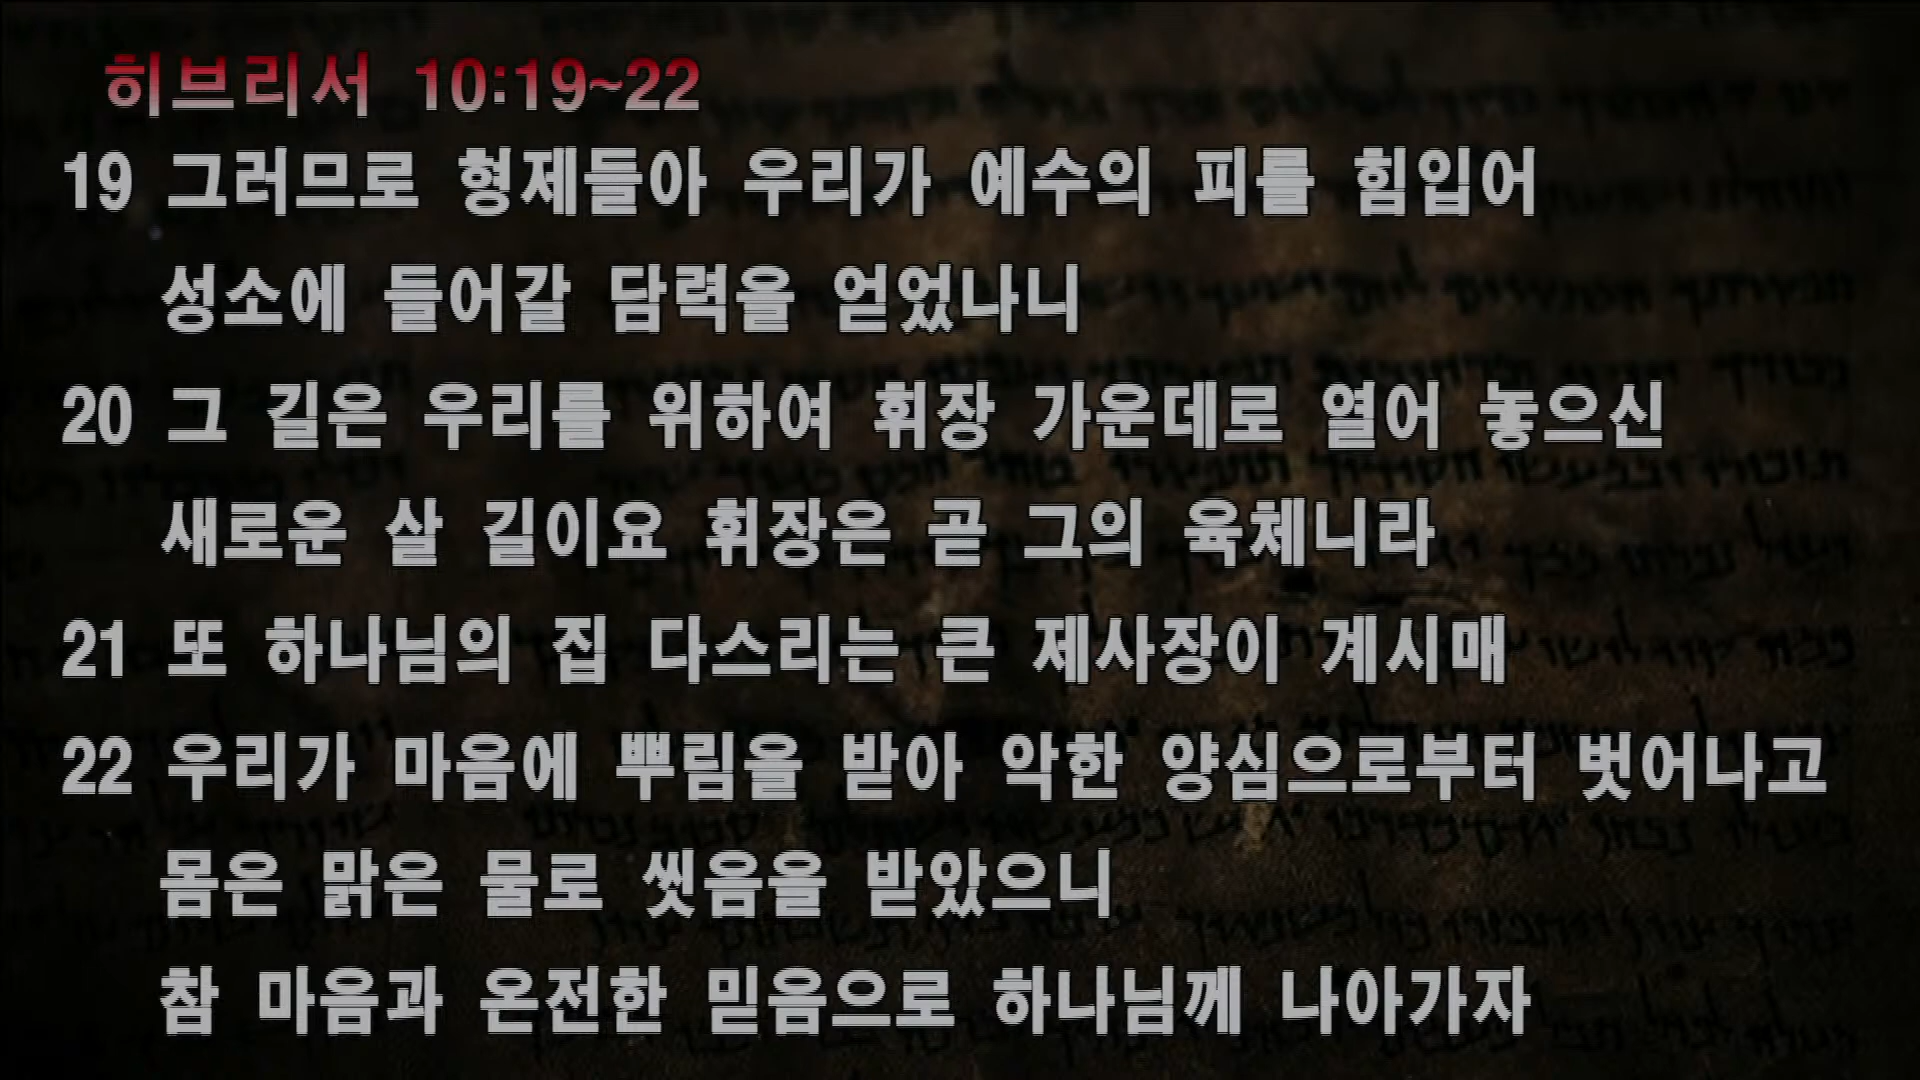 히브리서 10:19~22
19 그러므로 형제들아 우리가 예수의 피를 힘입어
성소에 들어갈 담력을 얻었나니
20 그 길은 우리를 위하여 휘장 가운데로 열어 놓으신
새로운 살 길이요 휘장은 곧 그의 육체니라
21 또 하나님의 집 다스리는 큰 제사장이 계시매
22 우리가 마음에 뿌림을 받아 악한 양심으로부터 벗어나고
몸은 맑은 물로 씻음을 받았으니
참 마음과 온전한 믿음으로 하나님께 나아가자